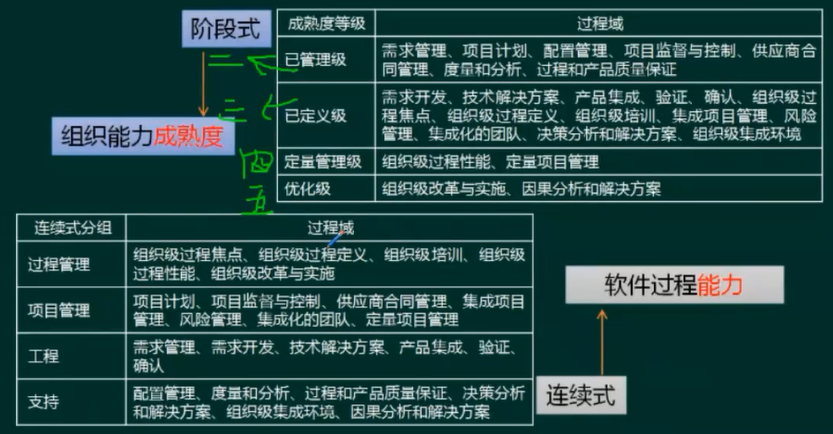 阶段式
组织能力成熟度
二
三
四
五
成熟度等级 过程域
已管理级 需求管理、项目计划、配置管理、项目监督与控制、供应商合
同管理、度量和分析、过程和产品质量保证
已定义级 需求开发、技术解决方案、产品集成、验证、确认、组织级过
程焦点、组织级过程定义、组织级培训、集成项目管理、风险
管理、集成化的团队、决策分析和解决方案、组织级集成环境
定量管理级 组织级过程性能、定量项目管理
优化级 组织级改革与实施、因果分析和解决方案
连续式分组 过程域
过程管理 组织级过程焦点、组织级过程定义、组织级培训、组织级
过程性能、组织级改革与实施
项目管理 项目计划、项目监督与控制、供应商合同管理、集成项目
管理、风险管理、集成化的团队、定量项目管理
工程 需求管理、需求开发、技术解决方案、产品集成、验证、
确认
支持 配置管理、度量和分析、过程和产品质量保证、决策分析
和解决方案、组织级集成环境、因果分析和解决方案
软件过程能力
连续式